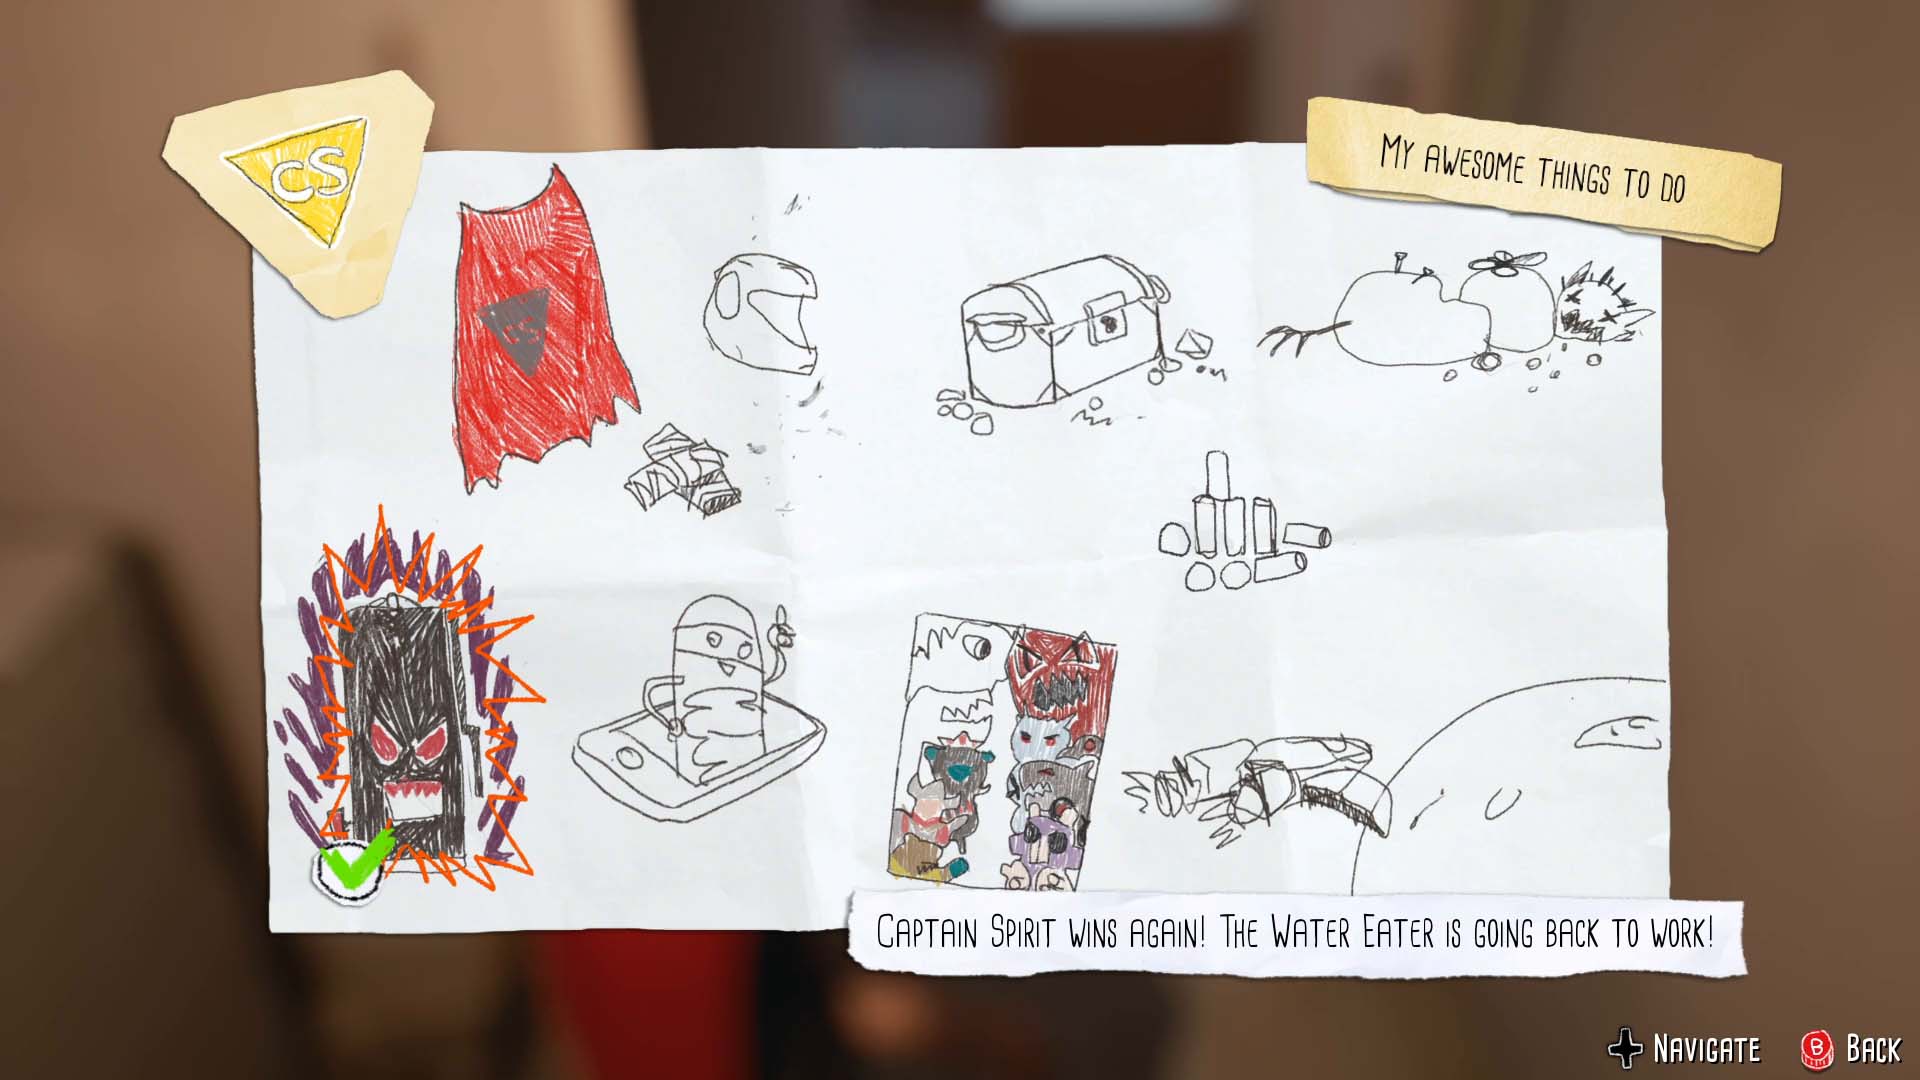 CS
My awesome things to do
CS
Captain Spirit wins again! The Water Eater is going back to work!
Navigate
B Back